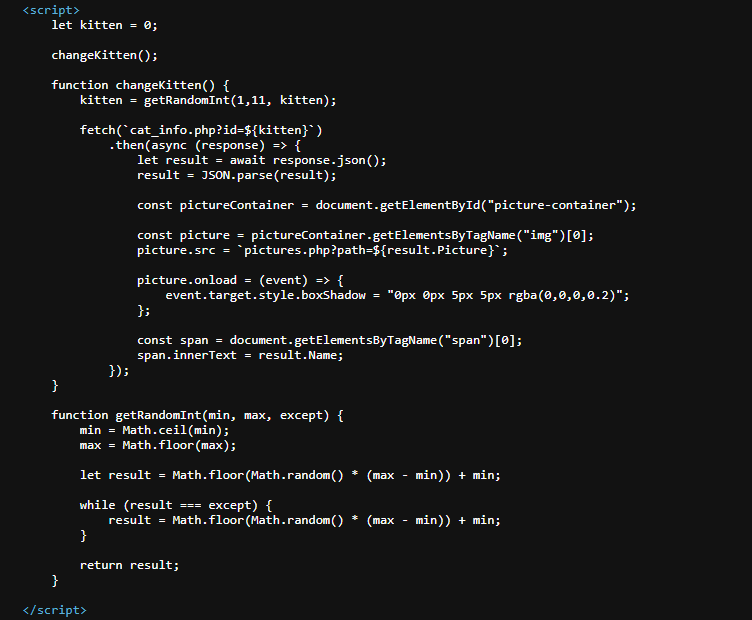 <script>
let kitten = 0;
changeKitten();
function changeKitten() {
kitten = getRandomInt(1,11, kitten);
fetch(`cat_info.php?id=${kitten}`)
.then(async (response) => {
let result = await response.json();
result = JSON.parse(result);
const pictureContainer = document.getElementById("picture-container");
const picture = pictureContainer.getElementsByTagName("img")[0];
picture.src = `pictures.php?path=${result.Picture}`;
picture.onload = (event) => {
event.target.style.boxShadow = "0px 0px 5px 5px rgba(0,0,0,0.2)";
};
const span = document.getElementsByTagName("span")[0];
span.innerText = result.Name;
});
}
function getRandomInt(min, max, except) {
min = Math.ceil(min);
max = Math.floor(max);
let result = Math.floor(Math.random() * (max - min)) + min;
while (result === except) {
result = Math.floor(Math.random() * (max - min)) + min;
}
return result;
}
</script>